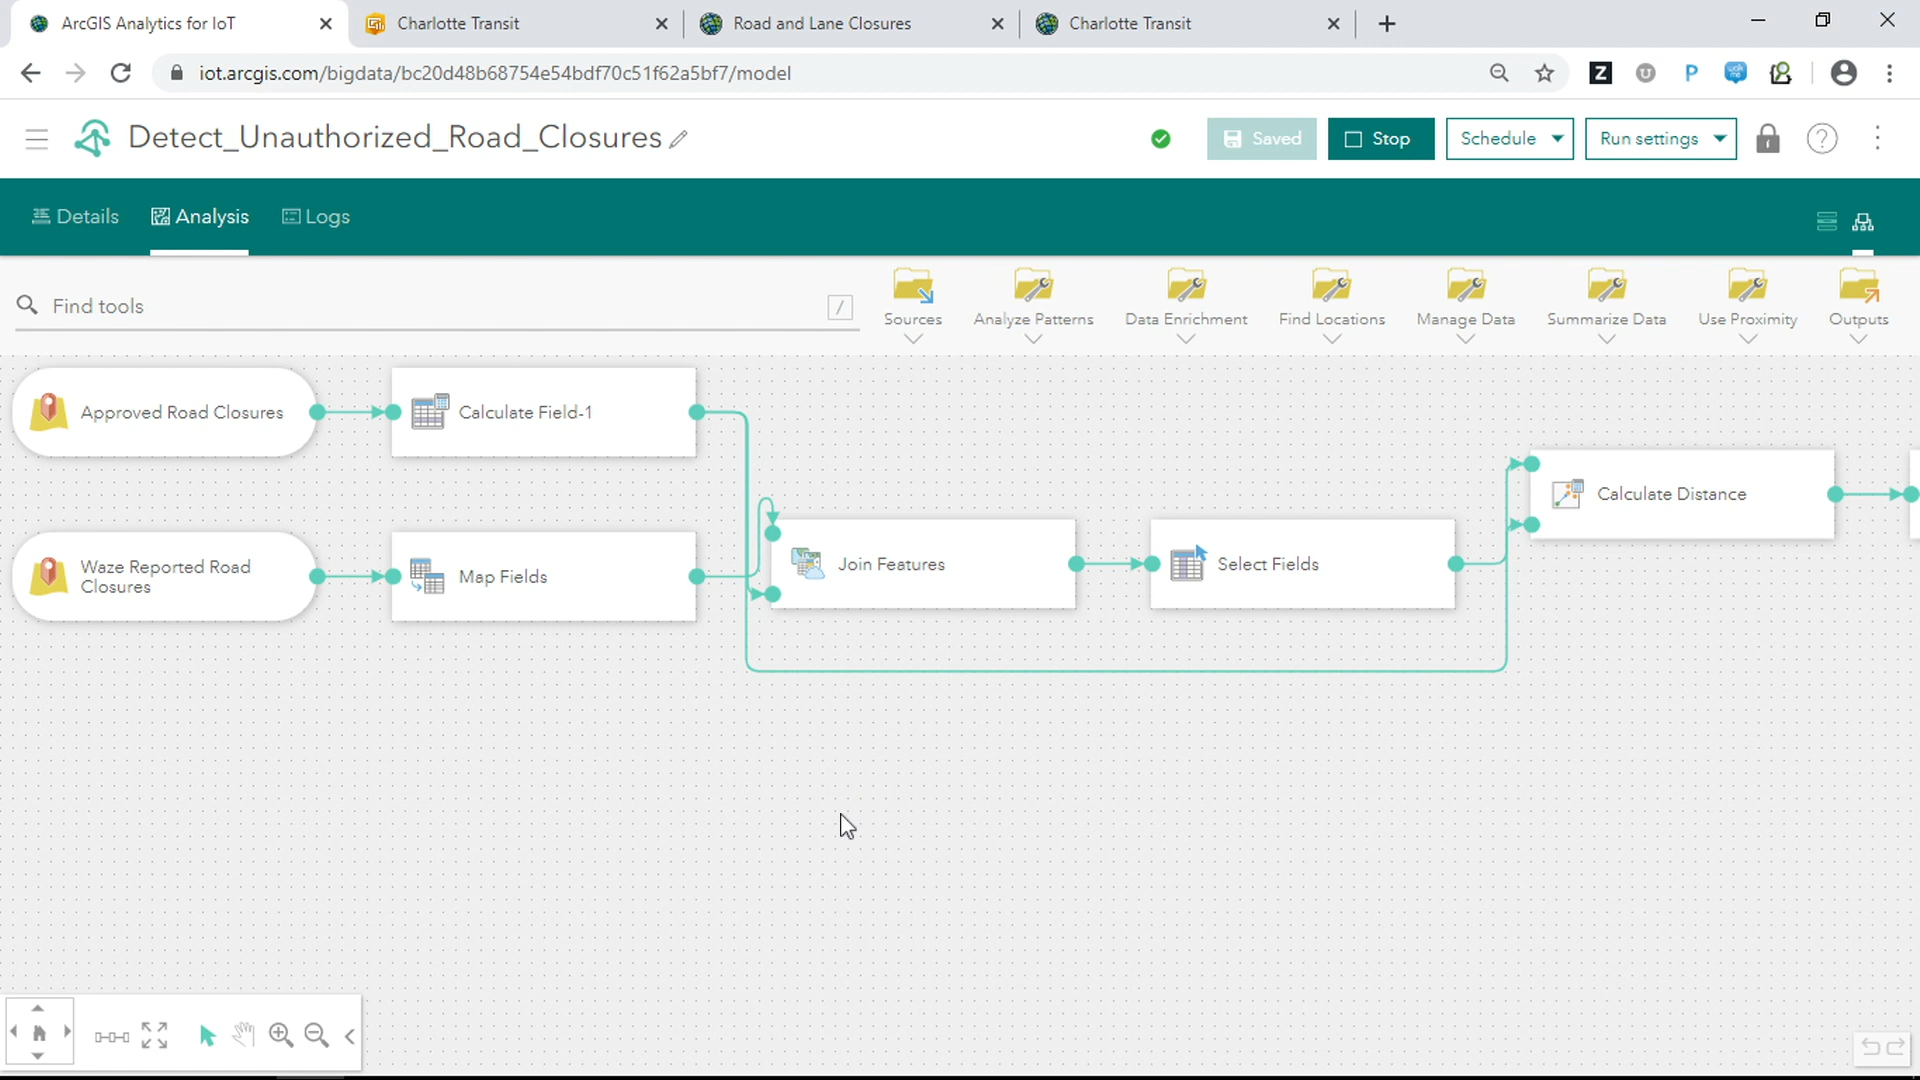 ArcGIS Analytics for IoT
Charlotte Transit
Road and Lane Closures
Charlotte Transit
iot.arcgis.com/bigdata/bc20d48b68754e54bdf70c51f62a5bf7/model
Detect_Unauthorized_Road_Closures
Saved
Stop
Schedule
Run settings
Details
Analysis
Logs
Find tools
/
Sources
Analyze Patterns
Data Enrichment
Find Locations
Manage Data
Summarize Data
Use Proximity
Outputs
Approved Road Closures
Calculate Field-1
Calculate Distance
Waze Reported Road
Closures
Map Fields
Join Features
Select Fields